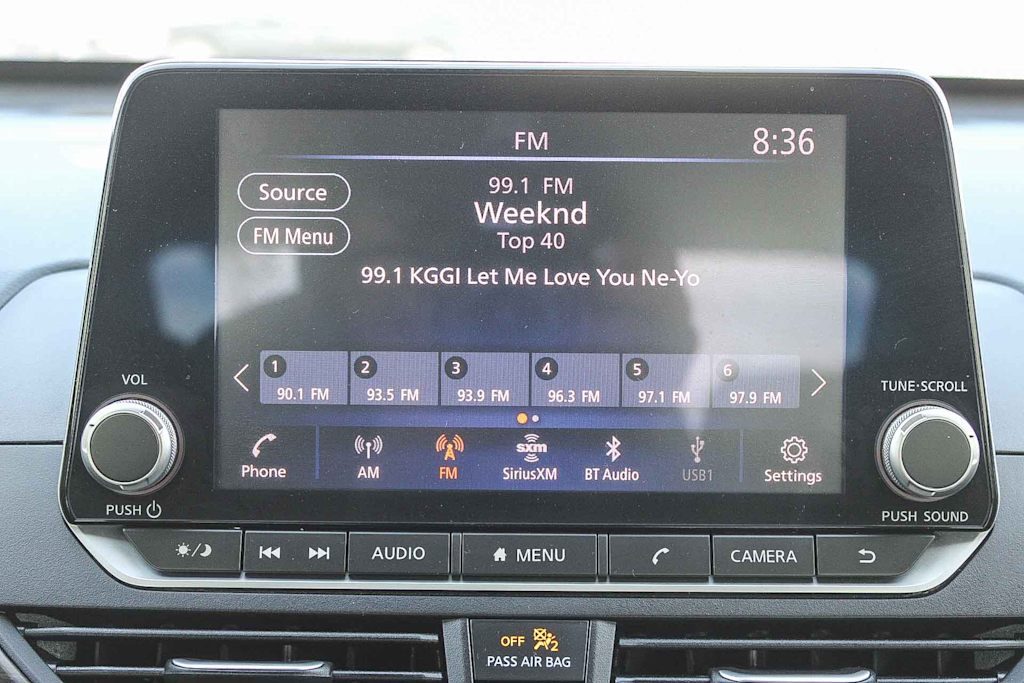 FM 8:36
Source
99.1 FM
Weeknd
FM Menu
Top 40
99.1 KGGI Let Me Love You Ne-Yo
1 2 3 4 5 6
90.1 FM 93.5 FM 93.9 FM 96.3 FM 97.1 FM 97.9 FM
VOL
TUNE·SCROLL
Phone AM FM sxm SiriusXM BT Audio USB1 Settings
PUSH
PUSH SOUND
AUDIO MENU CAMERA
OFF 2
PASS AIR BAG